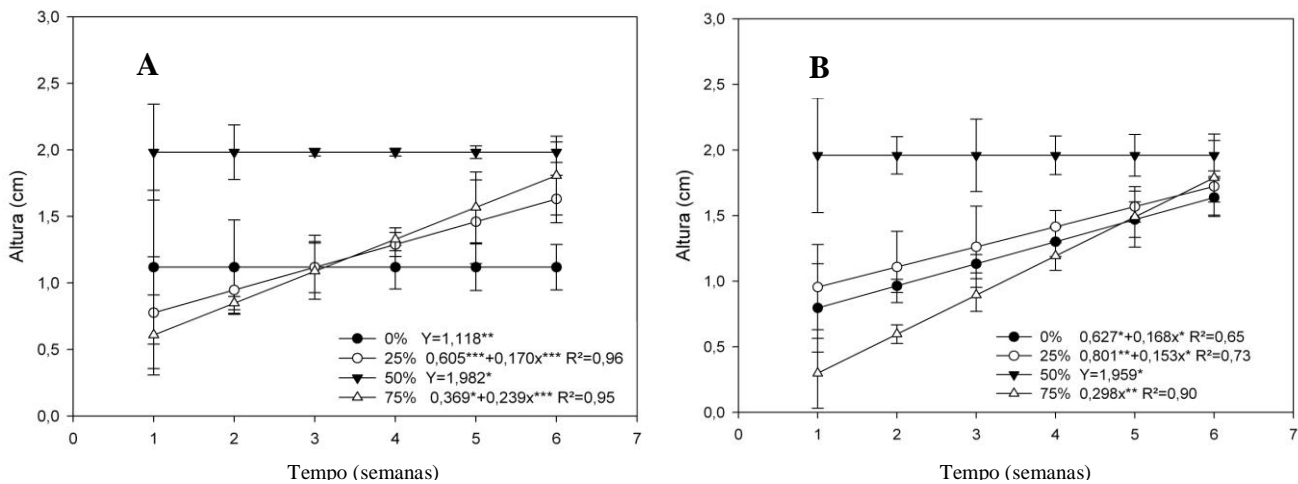 A
Altura (cm)
3,0
2,5
2,0
1,5
1,0
0,5
0,0
0% Y=1,118**
25% 0,605***+0,170x*** R²=0,96
50% Y=1,982*
75% 0,369*+0,239x*** R²=0,95
0 1 2 3 4 5 6 7
Tempo (semanas)
B
Altura (cm)
3,0
2,5
2,0
1,5
1,0
0,5
0,0
0% 0,627*+0,168x* R²=0,65
25% 0,801**+0,153x* R²=0,73
50% Y=1,959*
75% 0,298x** R²=0,90
0 1 2 3 4 5 6 7
Tempo (semanas)